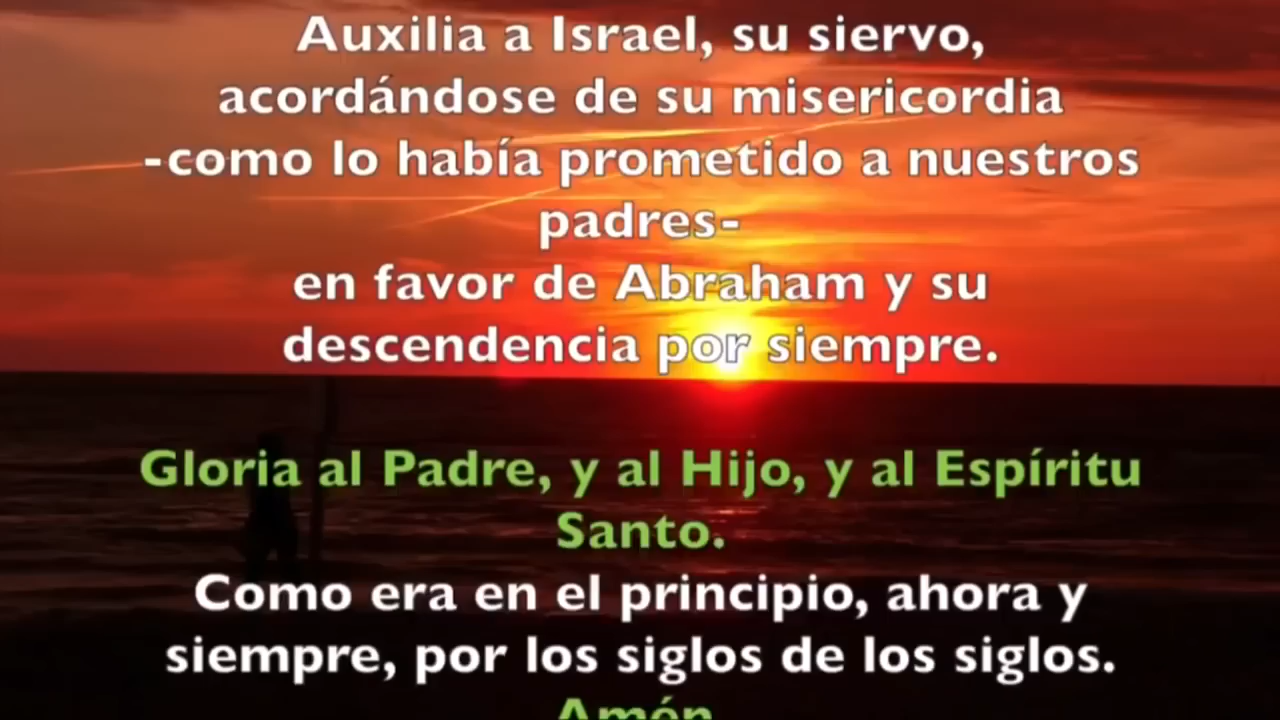 Auxilia a Israel, su siervo,
acordándose de su misericordia
-como lo había prometido a nuestros
padres-
en favor de Abraham y su
descendencia por siempre.
Gloria al Padre, y al Hijo, y al Espíritu
Santo.
Como era en el principio, ahora y
siempre, por los siglos de los siglos.
Amén